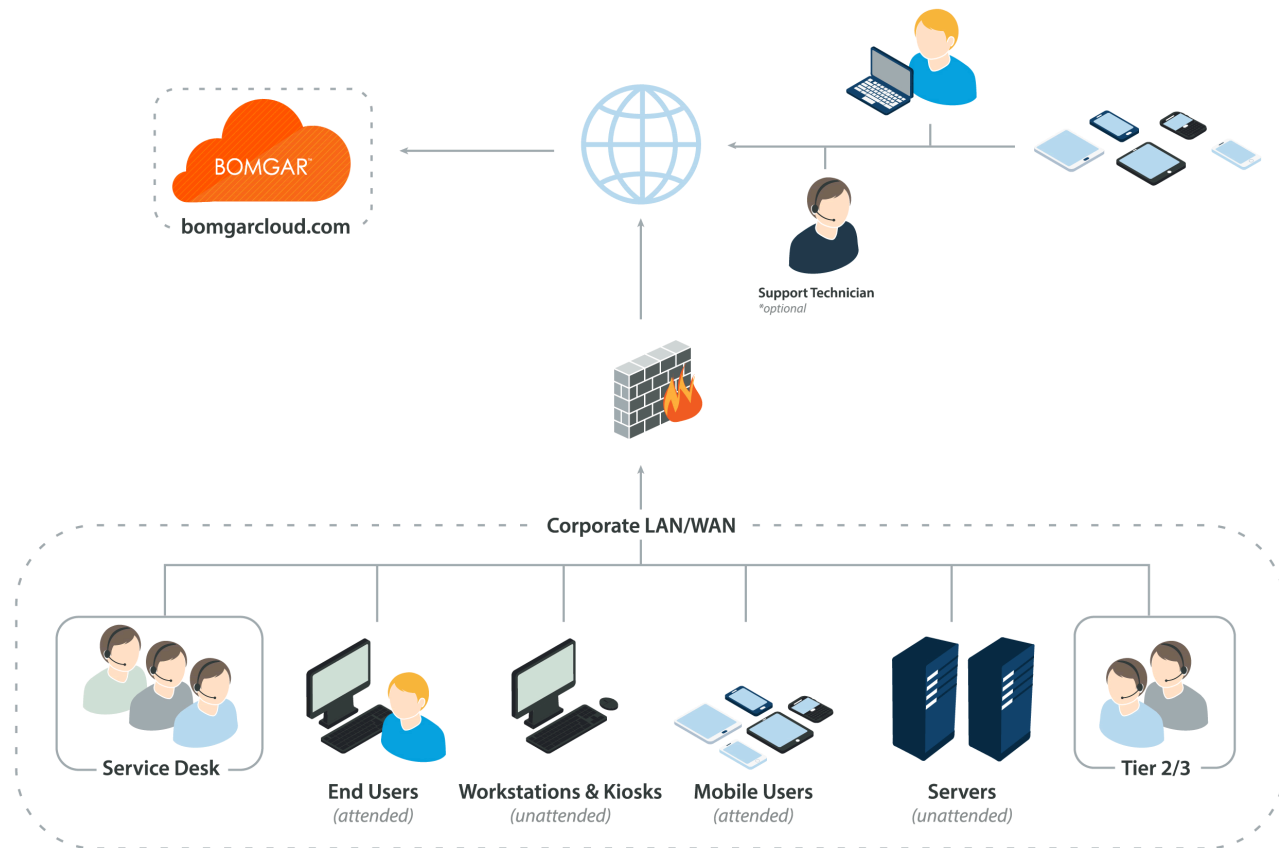 BOMGAR™
bomgarcloud.com
Support Technician
*optional
Corporate LAN/WAN
Service Desk
End Users
(attended)
Workstations & Kiosks
(unattended)
Mobile Users
(attended)
Servers
(unattended)
Tier 2/3